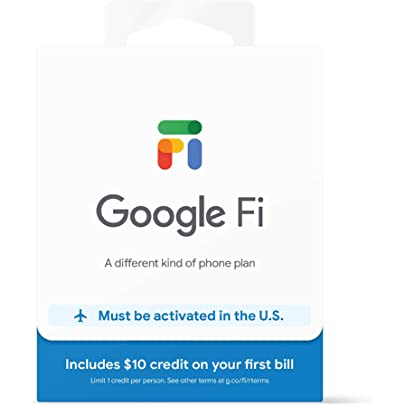 Google Fi
A different kind of phone plan
Must be activated in the U.S.
Includes $10 credit on your first bill
Limit 1 credit per person. See other terms at g.co/fi/rterms